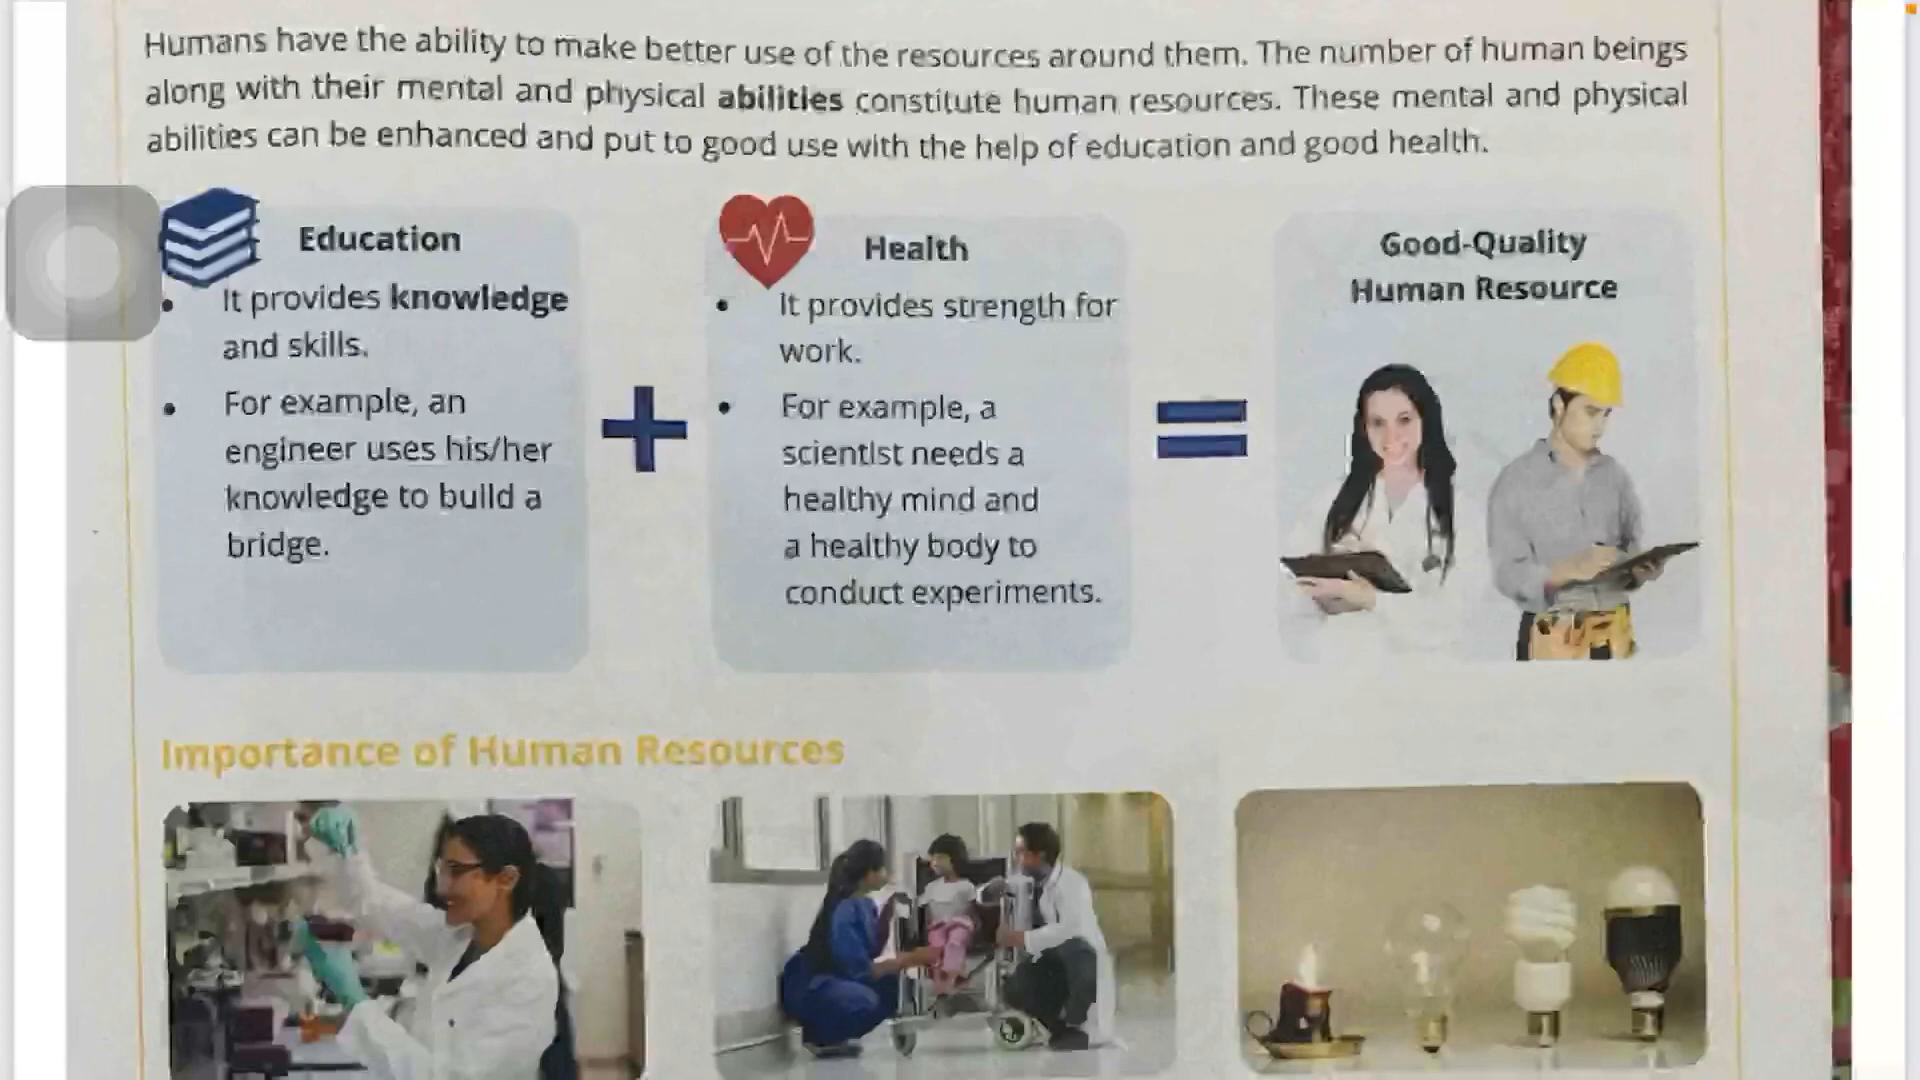 Humans have the ability to make better use of the resources around them. The number of human beings
along with their mental and physical abilities constitute human resources. These mental and physical
abilities can be enhanced and put to good use with the help of education and good health.
Education
• It provides knowledge
and skills.
• For example, an
engineer uses his/her
knowledge to build a
bridge.
+
Health
• It provides strength for
work.
• For example, a
scientist needs a
healthy mind and
a healthy body to
conduct experiments.
=
Good-Quality
Human Resource
Importance of Human Resources